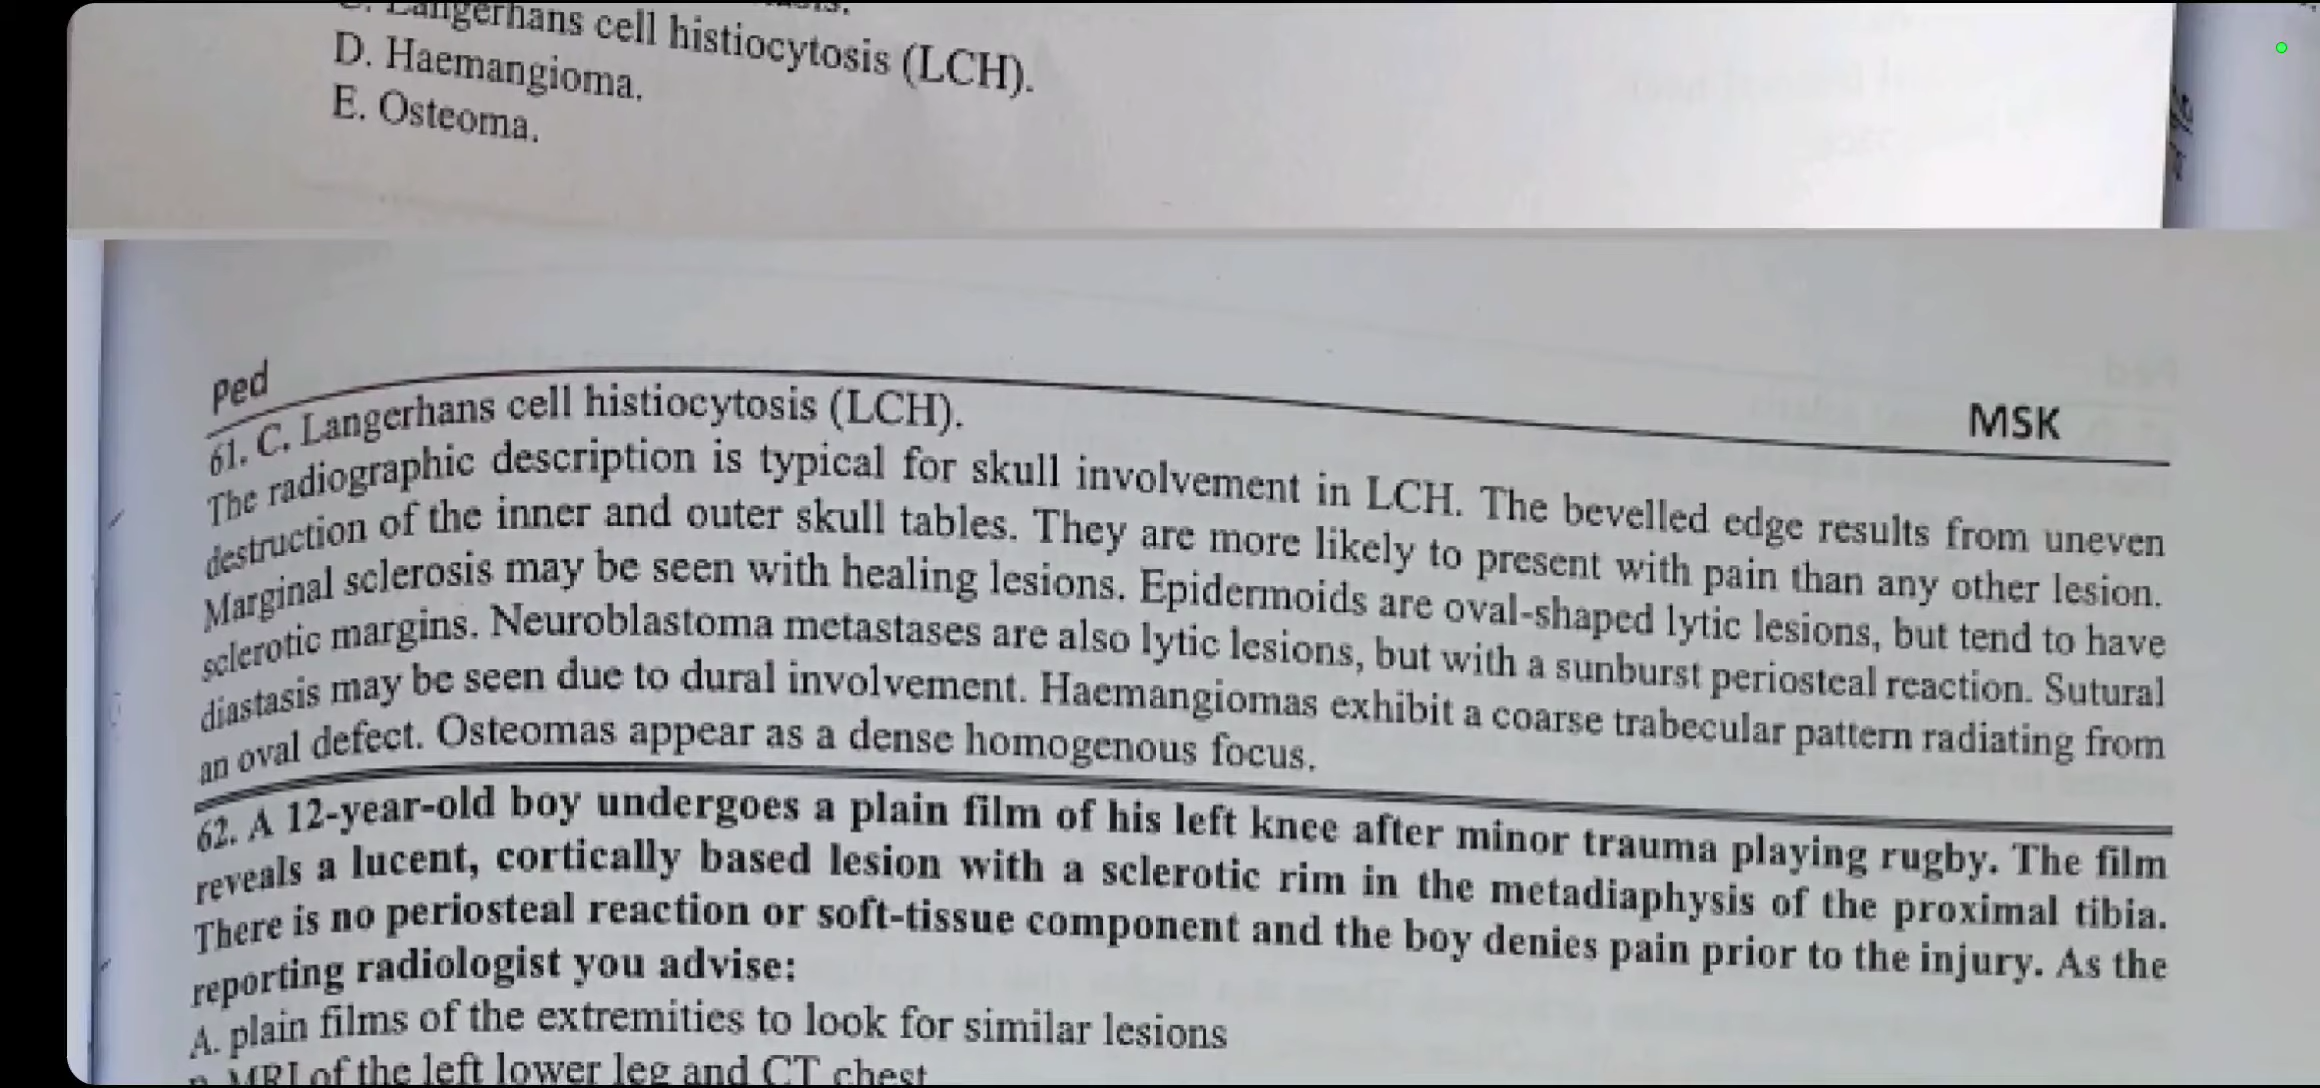 Langerhans cell histiocytosis (LCH).
D. Haemangioma.
E. Osteoma.
Ped
MSK
61. C. Langerhans cell histiocytosis (LCH).
The radiographic description is typical for skull involvement in LCH. The bevelled edge results from uneven
destruction of the inner and outer skull tables. They are more likely to present with pain than any other lesion.
Marginal sclerosis may be seen with healing lesions. Epidermoids are oval-shaped lytic lesions, but tend to have
sclerotic margins. Neuroblastoma metastases are also lytic lesions, but with a sunburst periosteal reaction. Sutural
diastasis may be seen due to dural involvement. Haemangiomas exhibit a coarse trabecular pattern radiating from
an oval defect. Osteomas appear as a dense homogenous focus.
62. A 12-year-old boy undergoes a plain film of his left knee after minor trauma playing rugby. The film
reveals a lucent, cortically based lesion with a sclerotic rim in the metadiaphysis of the proximal tibia.
There is no periosteal reaction or soft-tissue component and the boy denies pain prior to the injury. As the
reporting radiologist you advise:
A. plain films of the extremities to look for similar lesions
MRI of the left lower leg and CT chest